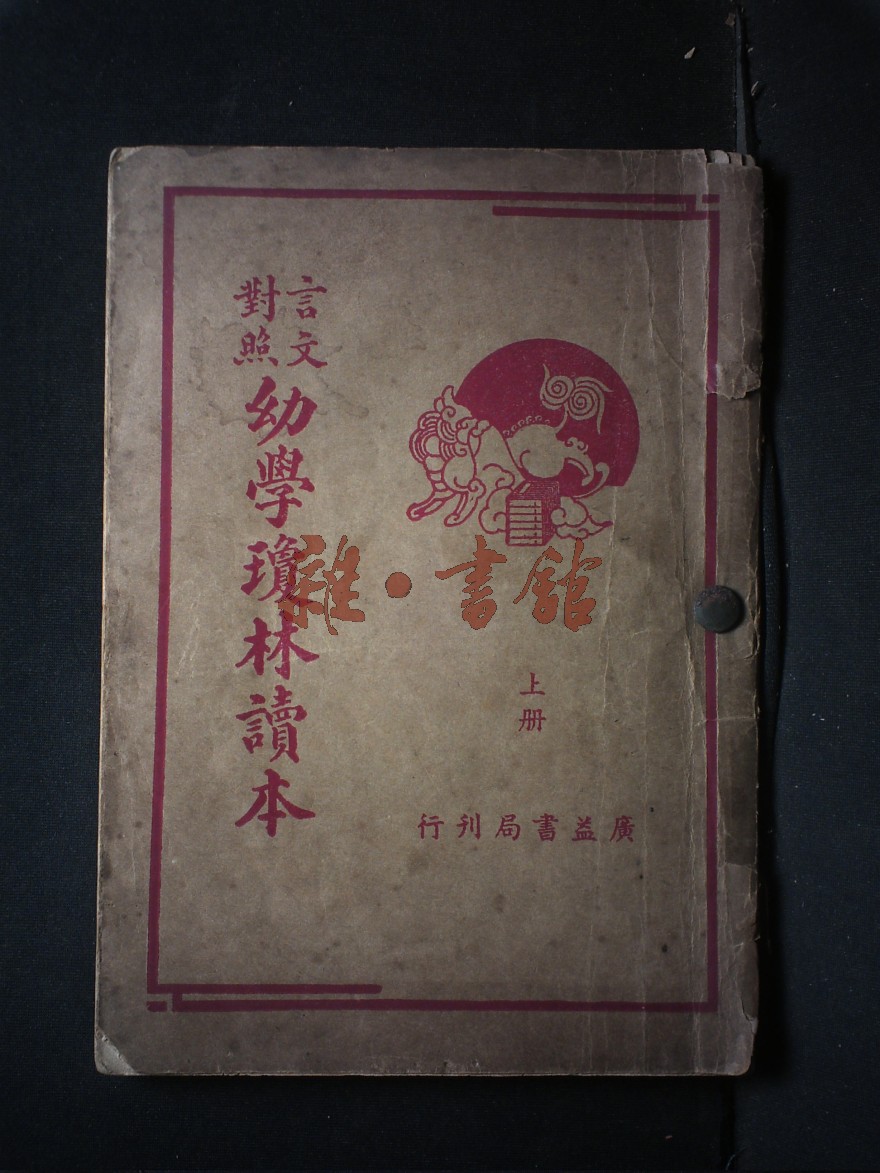 言文
對照
幼學瓊林讀本
上册
廣益書局刊行
雜·書館